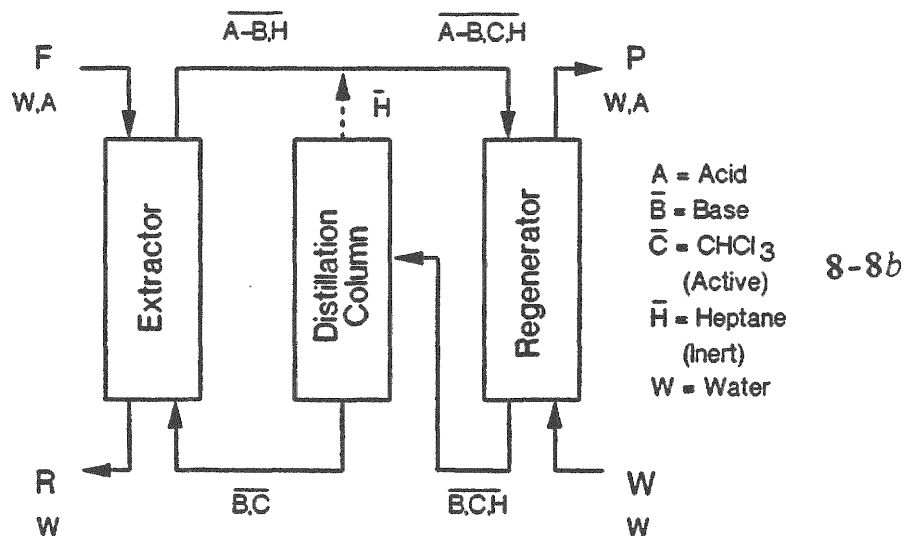 A̅-̅B̅,̅H̅
A̅-̅B̅,̅C̅,̅H̅
F
W,A
H̄
P
W,A
Extractor
Distillation
Column
Regenerator
A = Acid
B̄ = Base
C̄ = CHCl₃
(Active)
H̄ = Heptane
(Inert)
W = Water
8-8b
R
W
B̅,̅C̅
B̅,̅C̅,̅H̅
W
W